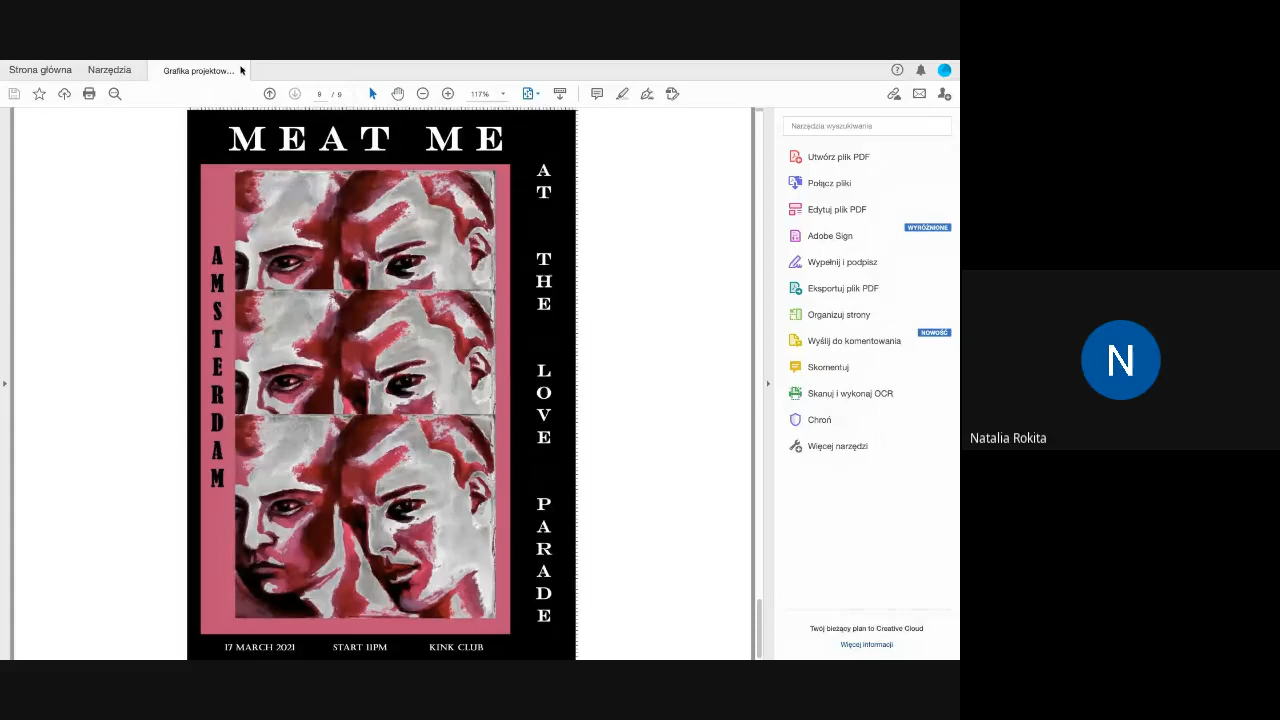 Strona główna
Narzędzia
Grafika projektow...
9 / 9
117%
MEAT ME
AT THE LOVE PARADE
AMSTERDAM
17 MARCH 2021
START 11PM
KINK CLUB
Narzędzia wyszukiwania
Utwórz plik PDF
Połącz pliki
Edytuj plik PDF
WYRÓŻNIONE
Adobe Sign
Wypełnij i podpisz
Eksportuj plik PDF
Organizuj strony
NOWOŚĆ
Wyślij do komentowania
Skomentuj
Skanuj i wykonaj OCR
Chroń
Więcej narzędzi
Twój bieżący plan to Creative Cloud
Więcej informacji
N
Natalia Rokita